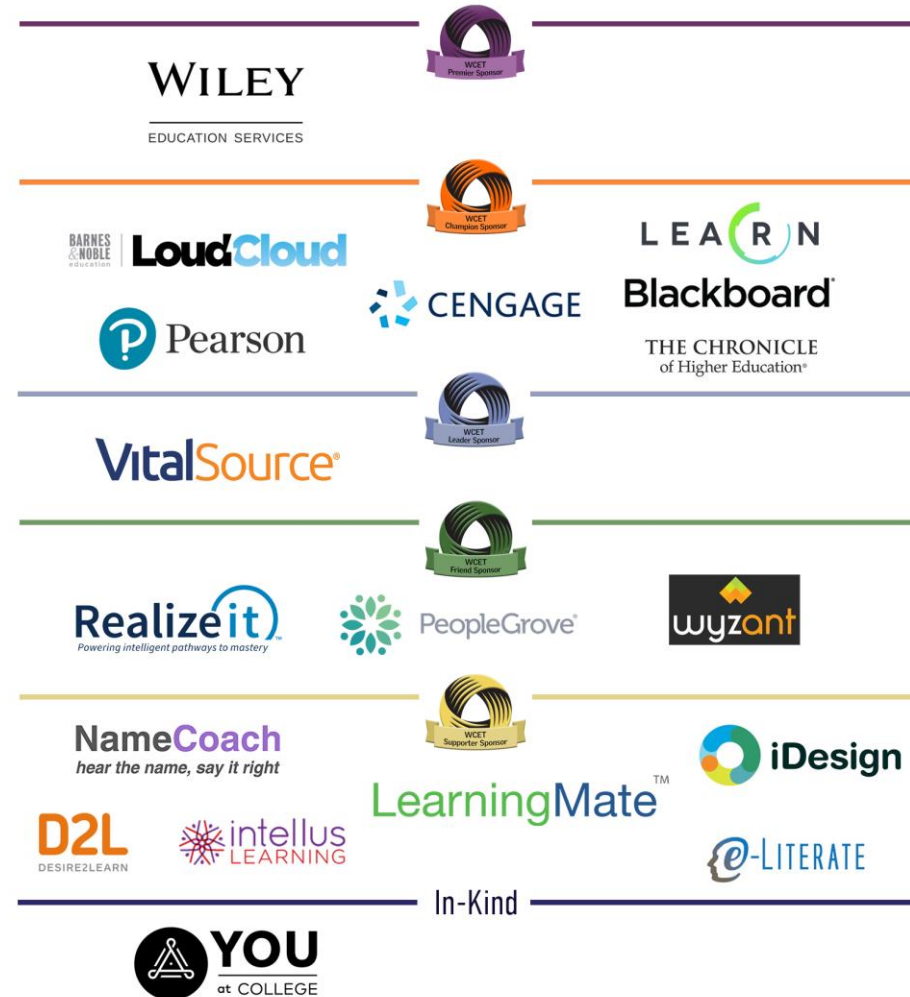 WCET
Premier Sponsor
WILEY
EDUCATION SERVICES
WCET
Champion Sponsor
BARNES
&NOBLE
education
LoudCloud
LEARN
CENGAGE
Blackboard®
Pearson
THE CHRONICLE
of Higher Education®
WCET
Leader Sponsor
VitalSource®
WCET
Friend Sponsor
Realizeit™
Powering intelligent pathways to mastery
PeopleGrove®
wyzant
WCET
Supporter Sponsor
NameCoach
hear the name, say it right
iDesign
LearningMate™
D2L
DESIRE2LEARN
intellus
LEARNING
e-LITERATE
In-Kind
YOU
at COLLEGE